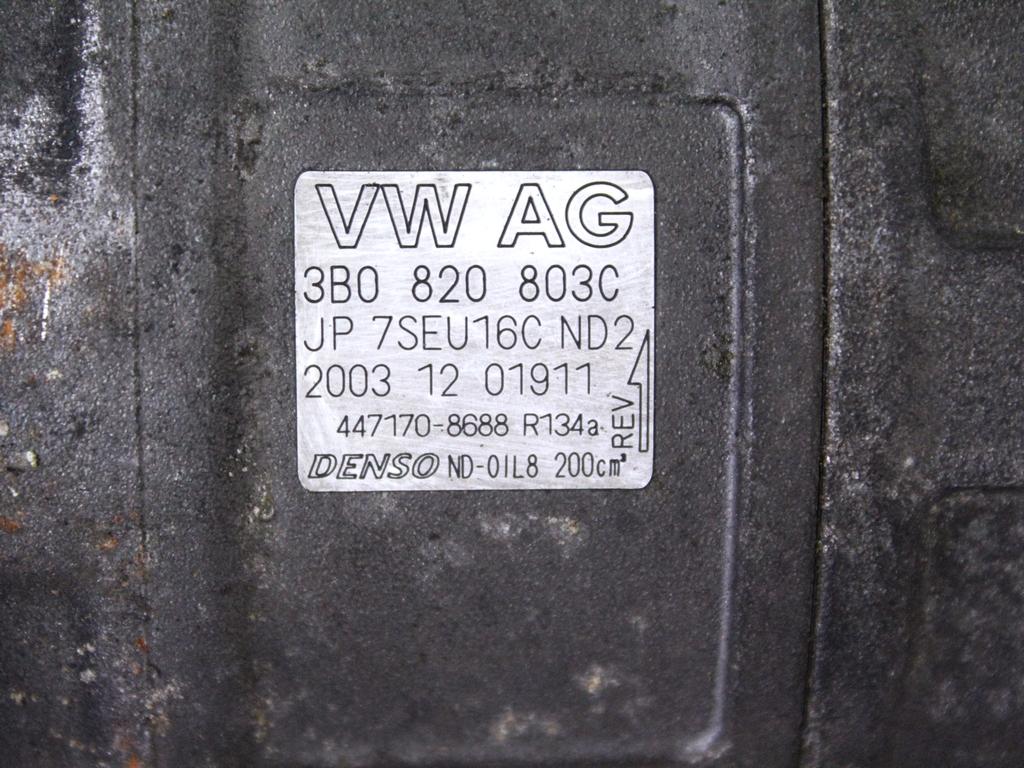 VW AG
3B0 820 803C
JP 7SEU16C ND2
2003 12 01911
447170-8688 R134a
REV
DENSO ND-OIL8 200cm³